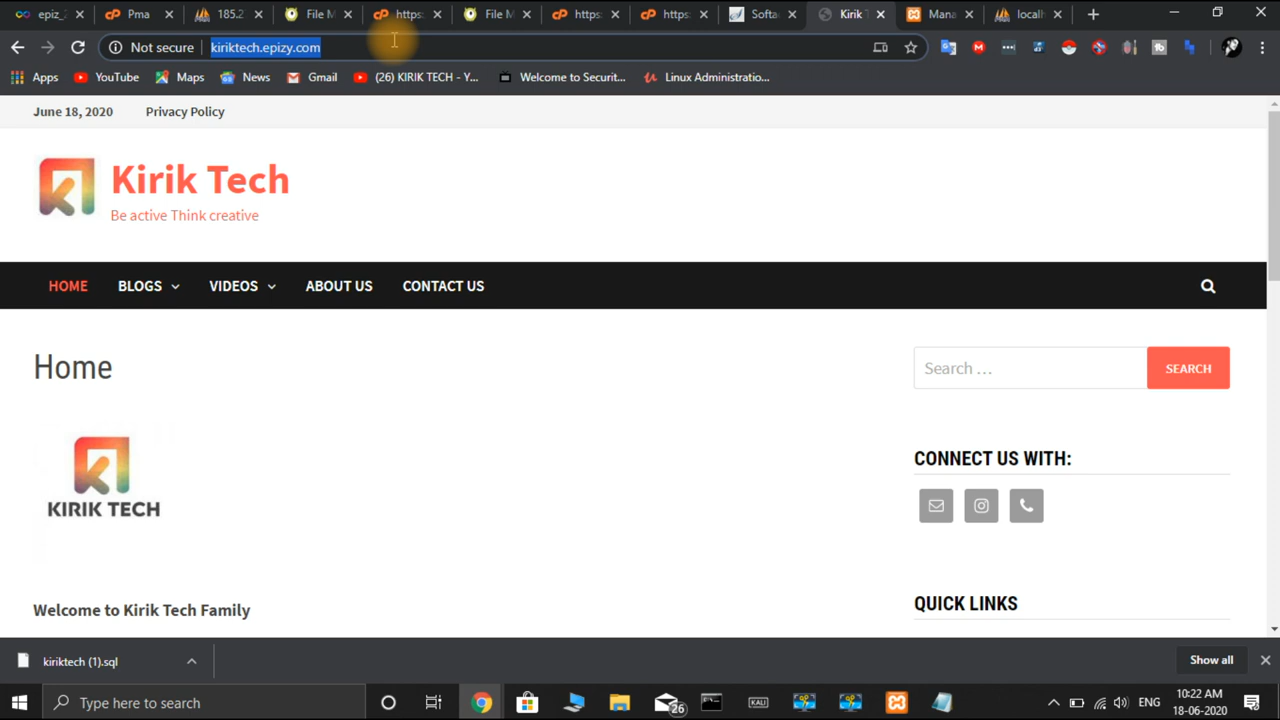 epiz_
Pma
185.2
File M
https:
File M
https:
https:
Softa
Kirik T
Mana
localh
Not secure
kiriktech.epizy.com
Apps
YouTube
Maps
News
Gmail
(26) KIRIK TECH - Y...
Welcome to Securit...
Linux Administratio...
June 18, 2020
Privacy Policy
Kirik Tech
Be active Think creative
HOME
BLOGS
VIDEOS
ABOUT US
CONTACT US
Home
Search …
SEARCH
KIRIK TECH
CONNECT US WITH:
QUICK LINKS
Welcome to Kirik Tech Family
kiriktech (1).sql
Show all
Type here to search
26
KALI
ENG
10:22 AM
18-06-2020